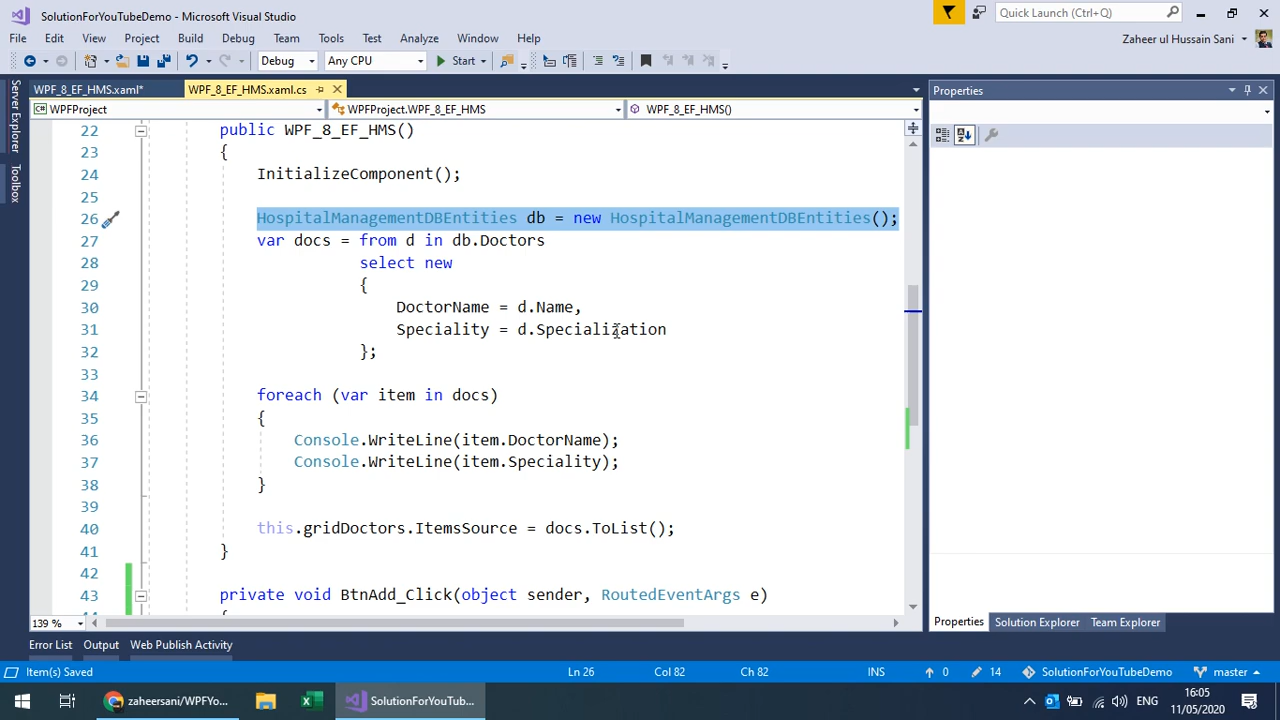 SolutionForYouTubeDemo - Microsoft Visual Studio
Quick Launch (Ctrl+Q)
File Edit View Project Build Debug Team Tools Test Analyze Window Help
Zaheer ul Hussain Sani
Debug Any CPU Start
WPF_8_EF_HMS.xaml* WPF_8_EF_HMS.xaml.cs
Properties
WPFProject WPFProject.WPF_8_EF_HMS WPF_8_EF_HMS()
Server Explorer
Toolbox
22 public WPF_8_EF_HMS()
23 {
24 InitializeComponent();
25
26 HospitalManagementDBEntities db = new HospitalManagementDBEntities();
27 var docs = from d in db.Doctors
28 select new
29 {
30 DoctorName = d.Name,
31 Speciality = d.Specialization
32 };
33
34 foreach (var item in docs)
35 {
36 Console.WriteLine(item.DoctorName);
37 Console.WriteLine(item.Speciality);
38 }
39
40 this.gridDoctors.ItemsSource = docs.ToList();
41 }
42
43 private void BtnAdd_Click(object sender, RoutedEventArgs e)
44 {
139 %
Properties Solution Explorer Team Explorer
Error List Output Web Publish Activity
Item(s) Saved Ln 26 Col 82 Ch 82 INS 0 14 SolutionForYouTubeDemo master
zaheersani/WPFYo... SolutionForYouTub... ENG
16:05
11/05/2020